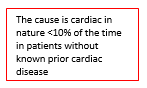 The cause is cardiac in
nature <10% of the time
in patients without
known prior cardiac
disease